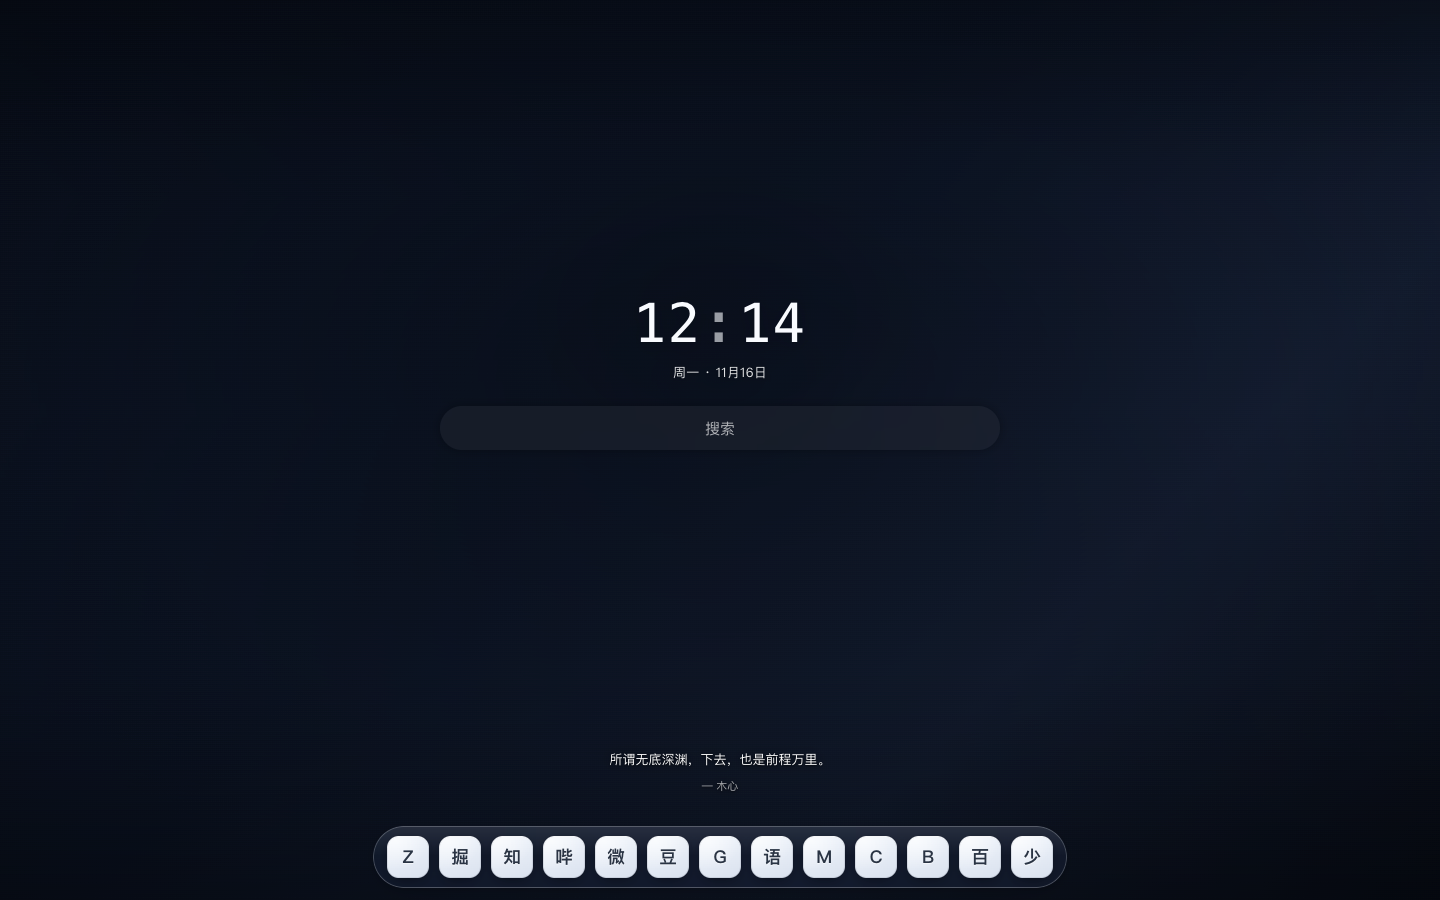 12:14
周一 · 11月16日
搜索
所谓无底深渊，下去，也是前程万里。
— 木心
Z 掘 知 哔 微 豆 G 语 M C B 百 少